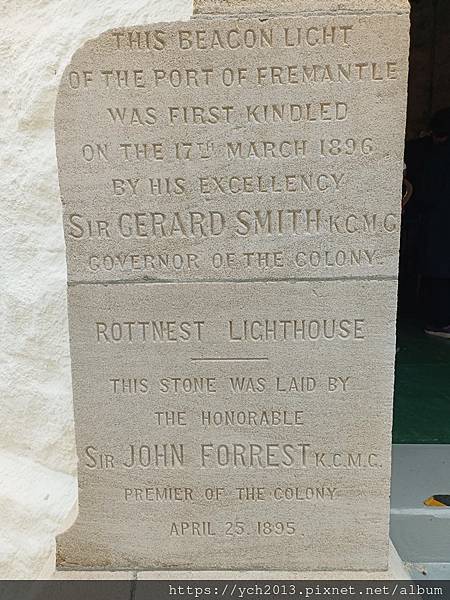 THIS BEACON LIGHT
OF THE PORT OF FREMANTLE
WAS FIRST KINDLED
ON THE 17TH MARCH 1896
BY HIS EXCELLENCY
SIR GERARD SMITH K.C.M.G
GOVERNOR OF THE COLONY.
ROTTNEST LIGHTHOUSE
THIS STONE WAS LAID BY
THE HONORABLE
SIR JOHN FORREST K.C.M.G.
PREMIER OF THE COLONY
APRIL 25. 1895.
https://ych2013.pixnet.net/album